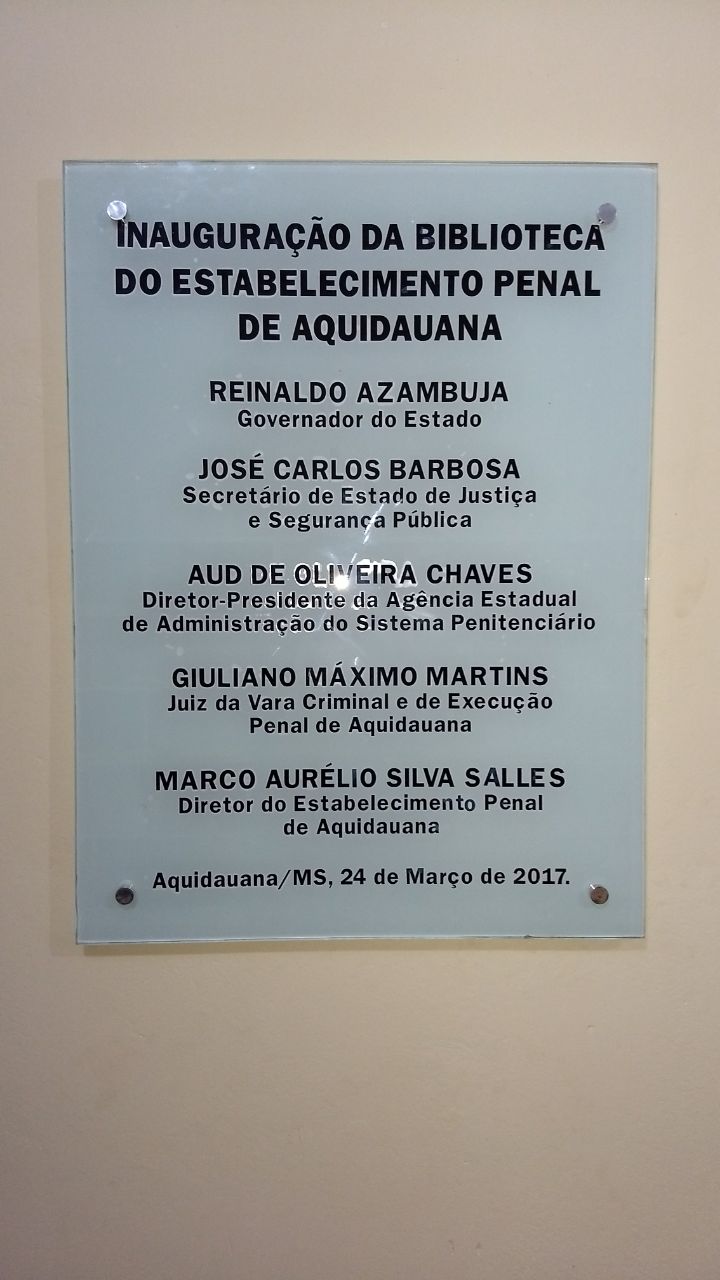 INAUGURAÇÃO DA BIBLIOTECA
DO ESTABELECIMENTO PENAL
DE AQUIDAUANA
REINALDO AZAMBUJA
Governador do Estado
JOSÉ CARLOS BARBOSA
Secretário de Estado de Justiça
e Segurança Pública
AUD DE OLIVEIRA CHAVES
Diretor-Presidente da Agência Estadual
de Administração do Sistema Penitenciário
GIULIANO MÁXIMO MARTINS
Juiz da Vara Criminal e de Execução
Penal de Aquidauana
MARCO AURÉLIO SILVA SALLES
Diretor do Estabelecimento Penal
de Aquidauana
Aquidauana/MS, 24 de Março de 2017.